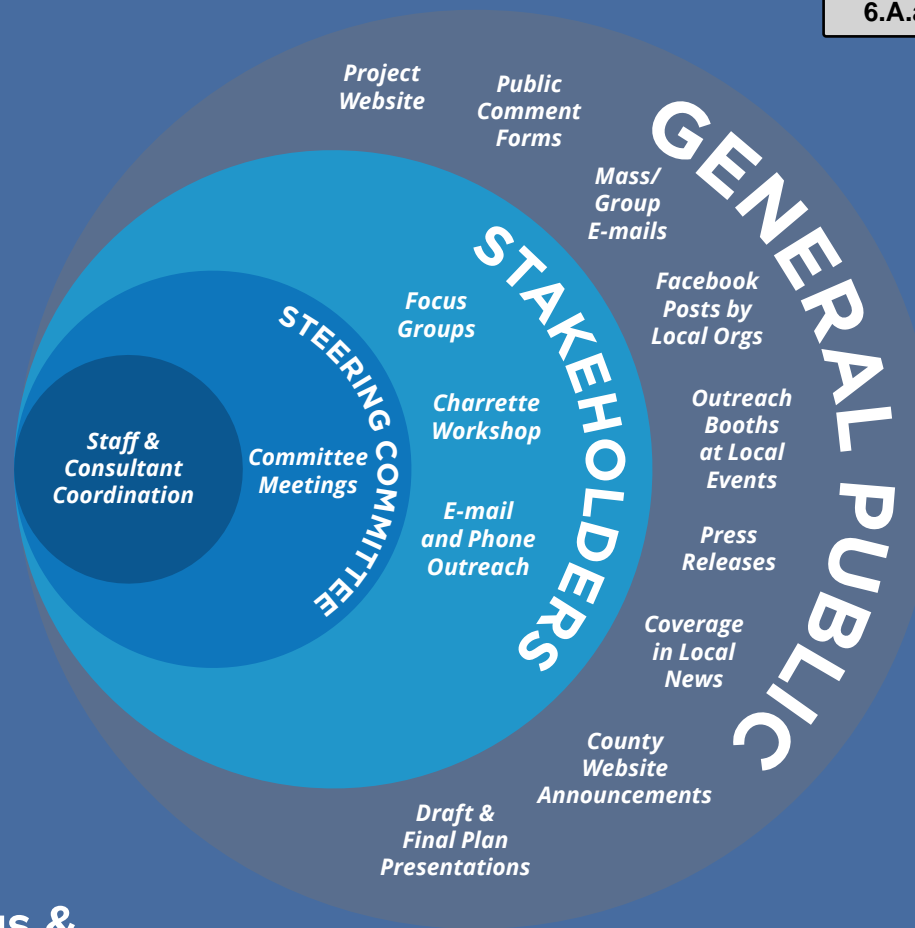 6.A.a
Project
Website
Public
Comment
Forms
Mass/
Group
E-mails
GENERAL PUBLIC
Facebook
Posts by
Local Orgs
Outreach
Booths
at Local
Events
Press
Releases
Coverage
in Local
News
County
Website
Announcements
Draft &
Final Plan
Presentations
STAKEHOLDERS
Focus
Groups
Charrette
Workshop
E-mail
and Phone
Outreach
STEERING COMMITTEE
Committee
Meetings
Staff &
Consultant
Coordination
&